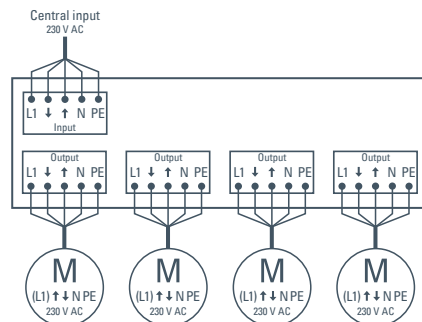 Central input
230 V AC
L1 ↓ ↑ N PE
Input
Output
L1 ↓ ↑ N PE
Output
L1 ↓ ↑ N PE
Output
L1 ↓ ↑ N PE
Output
L1 ↓ ↑ N PE
M
(L1) ↑ ↓ N PE
230 V AC
M
(L1) ↑ ↓ N PE
230 V AC
M
(L1) ↑ ↓ N PE
230 V AC
M
(L1) ↑ ↓ N PE
230 V AC